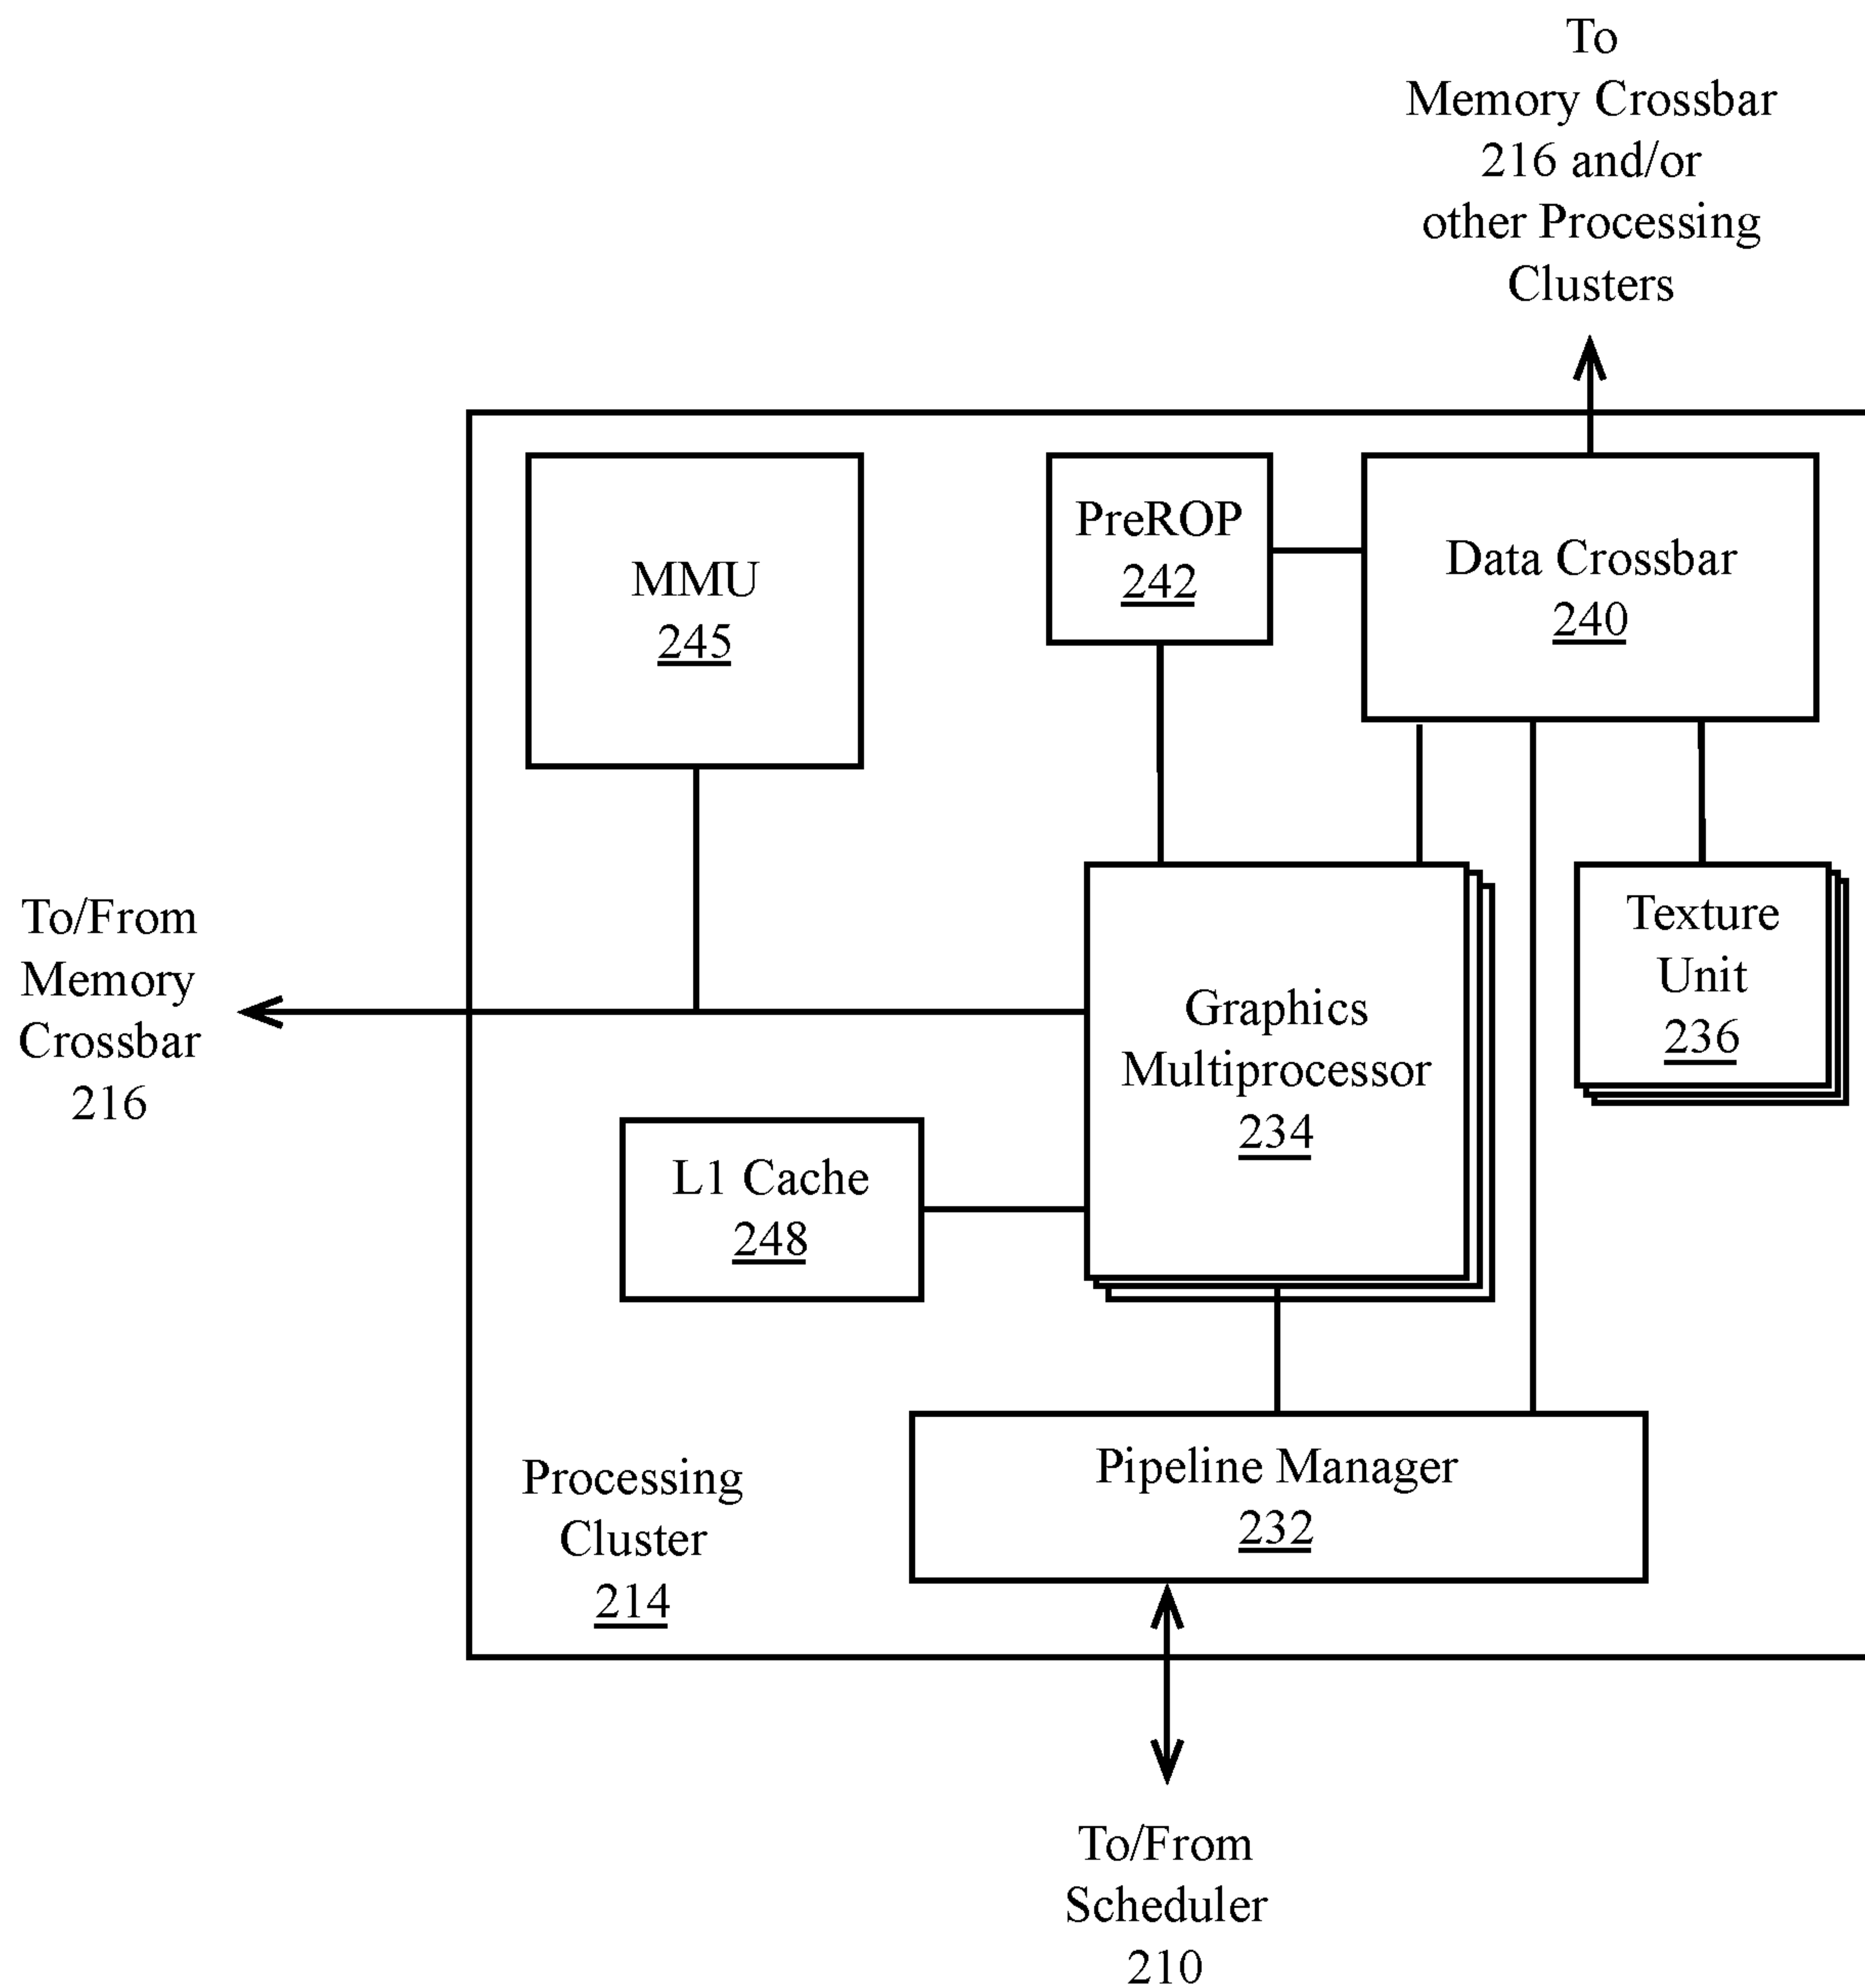 To
Memory Crossbar
216 and/or
other Processing
Clusters
MMU
245
PreROP
242
Data Crossbar
240
To/From
Memory
Crossbar
216
Graphics
Multiprocessor
234
Texture
Unit
236
L1 Cache
248
Processing
Cluster
214
Pipeline Manager
232
To/From
Scheduler
210